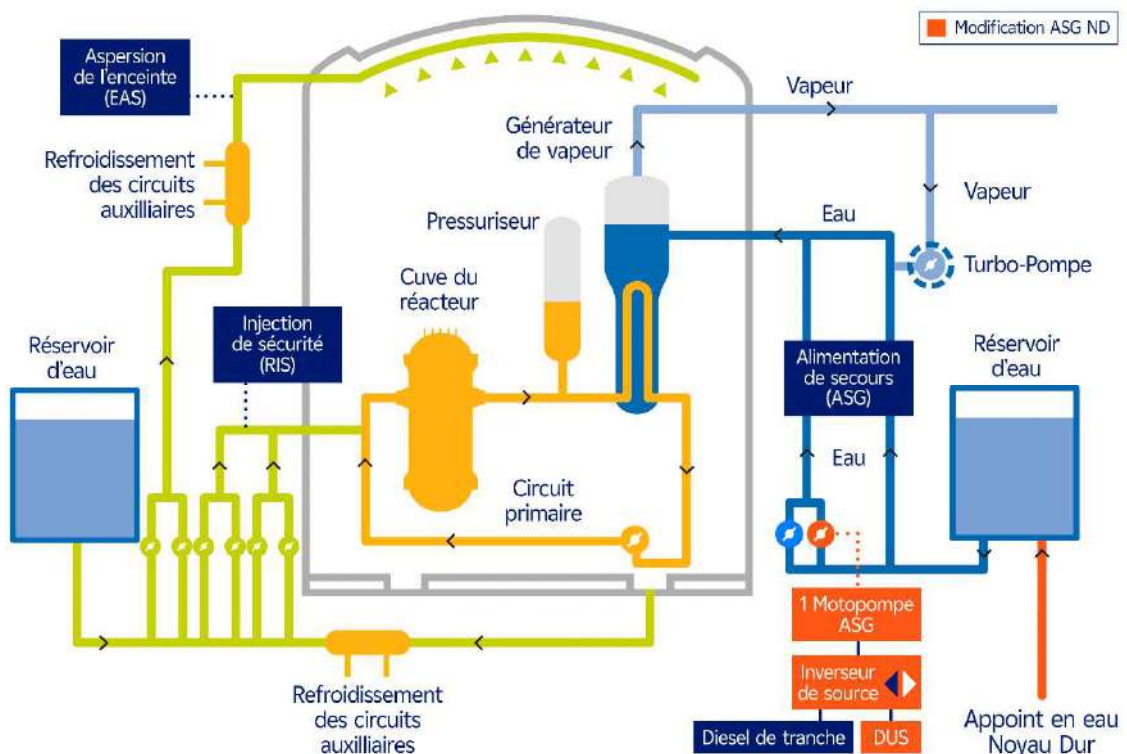 Modification ASG ND
Aspersion
de l'enceinte
(EAS)
Vapeur
Générateur
de vapeur
Refroidissement
des circuits
auxilliaires
Vapeur
Pressuriseur
Eau
Turbo-Pompe
Cuve du
réacteur
Injection
de sécurité
(RIS)
Réservoir
d'eau
Alimentation
de secours
(ASG)
Réservoir
d'eau
Eau
Circuit
primaire
1 Motopompe
ASG
Inverseur
de source
Refroidissement
des circuits
auxilliaires
Diesel de tranche
DUS
Appoint en eau
Noyau Dur